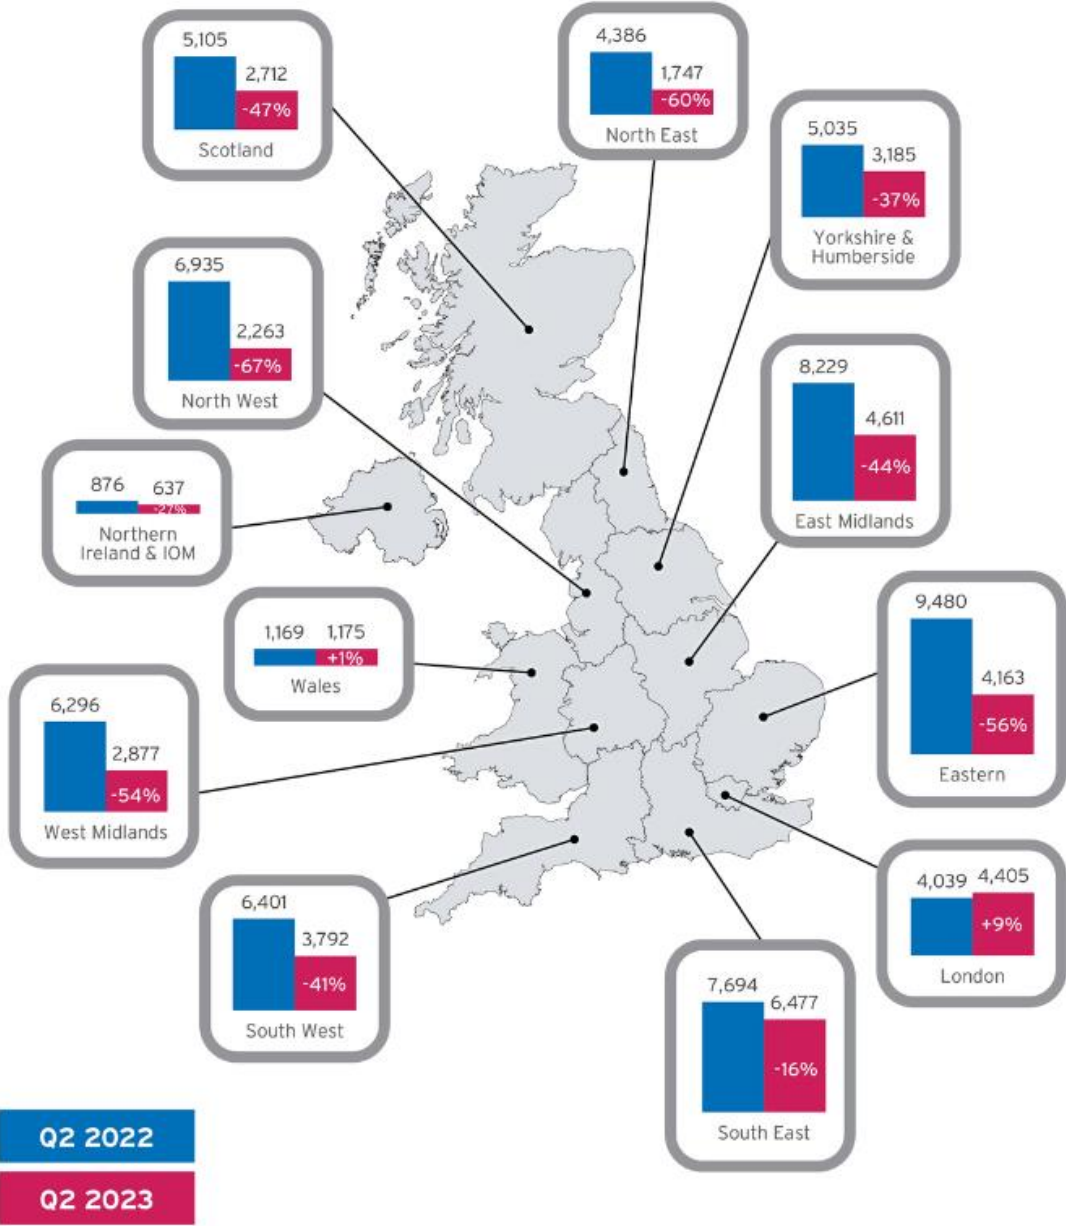 5,105
2,712
-47%
Scotland
4,386
1,747
-60%
North East
5,035
3,185
-37%
Yorkshire &
Humberside
6,935
2,263
-67%
North West
8,229
4,611
-44%
East Midlands
876
637
-27%
Northern
Ireland & IOM
1,169
1,175
+1%
Wales
9,480
4,163
-56%
Eastern
6,296
2,877
-54%
West Midlands
4,039
4,405
+9%
London
6,401
3,792
-41%
South West
7,694
6,477
-16%
South East
Q2 2022
Q2 2023